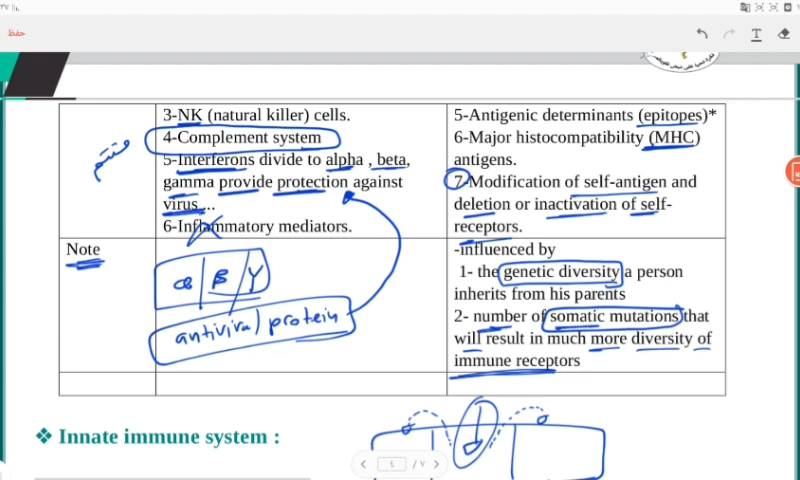 حفظ
3-NK (natural killer) cells.
4-Complement system
5-Interferons divide to alpha , beta,
gamma provide protection against
virus...
6-Inflammatory mediators.
5-Antigenic determinants (epitopes)*
6-Major histocompatibility (MHC)
antigens.
7-Modification of self-antigen and
deletion or inactivation of self-
receptors.
Note
α / β / γ
antiviral protein
-influenced by
1- the genetic diversity a person
inherits from his parents
2- number of somatic mutations that
will result in much more diversity of
immune receptors
❖ Innate immune system :
/ ٧